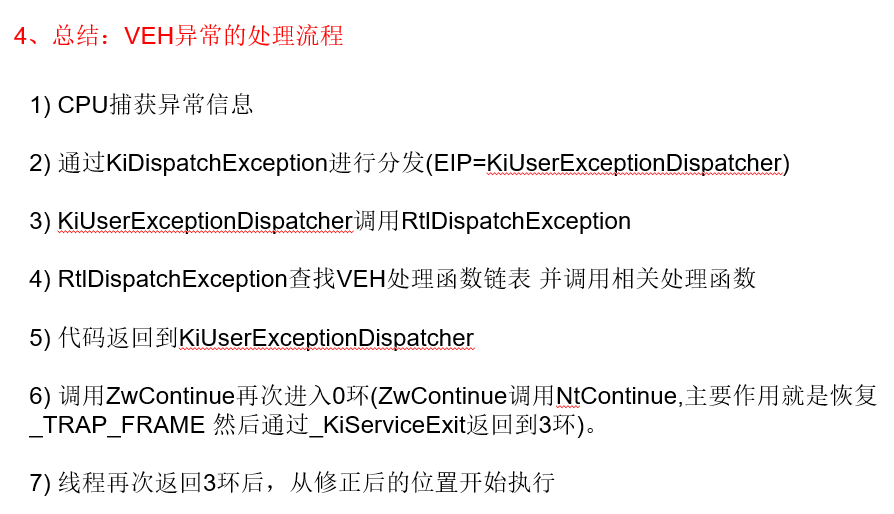 4、总结：VEH异常的处理流程
1) CPU捕获异常信息
2) 通过KiDispatchException进行分发(EIP=KiUserExceptionDispatcher)
3) KiUserExceptionDispatcher调用RtlDispatchException
4) RtlDispatchException查找VEH处理函数链表 并调用相关处理函数
5) 代码返回到KiUserExceptionDispatcher
6) 调用ZwContinue再次进入0环(ZwContinue调用NtContinue,主要作用就是恢复
_TRAP_FRAME 然后通过_KiServiceExit返回到3环)。
7) 线程再次返回3环后，从修正后的位置开始执行